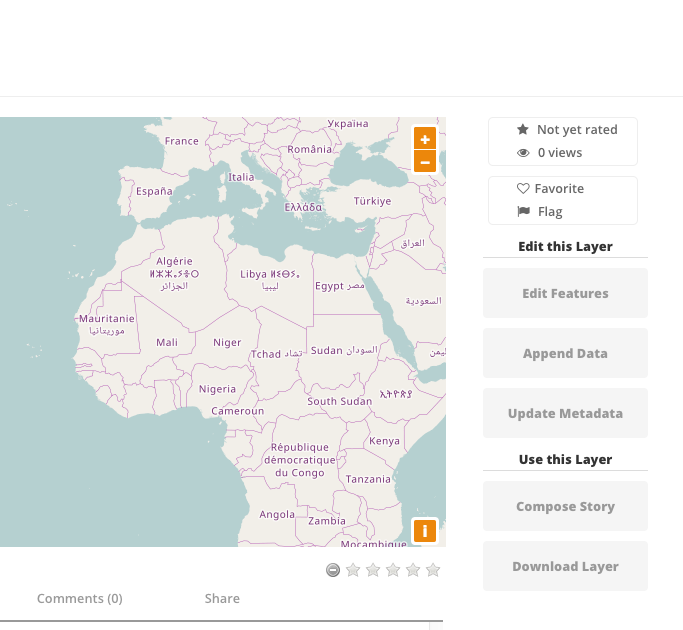 Україна
France
România
Italia
España
Ελλάδα
Türkiye
العراق
Algérie
ⵍⵣⵣⴰⵢⴻⵔ
الجزائر
Libya ⵍⵉⴱⵢⴰ
ليبيا
Egypt مصر
السعودية
Mauritanie
موريتانيا
Mali
Niger
Tchad تشاد
Sudan السودان
Nigeria
Cameroun
South Sudan
ኢትዮጵያ
République
démocratique
du Congo
Kenya
Tanzania
Angola
Zambia
Moçambique
+
−
i
Comments (0)
Share
Not yet rated
0 views
Favorite
Flag
Edit this Layer
Edit Features
Append Data
Update Metadata
Use this Layer
Compose Story
Download Layer